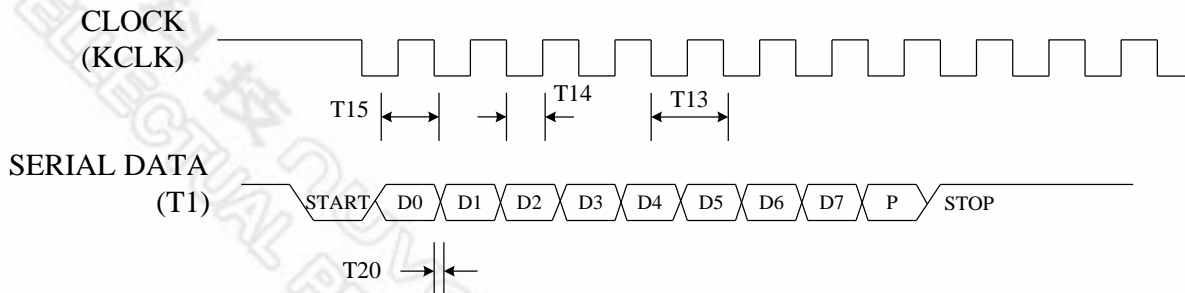 CLOCK
(KCLK)
T15
T14
T13
SERIAL DATA
(T1)
START D0 D1 D2 D3 D4 D5 D6 D7 P STOP
T20